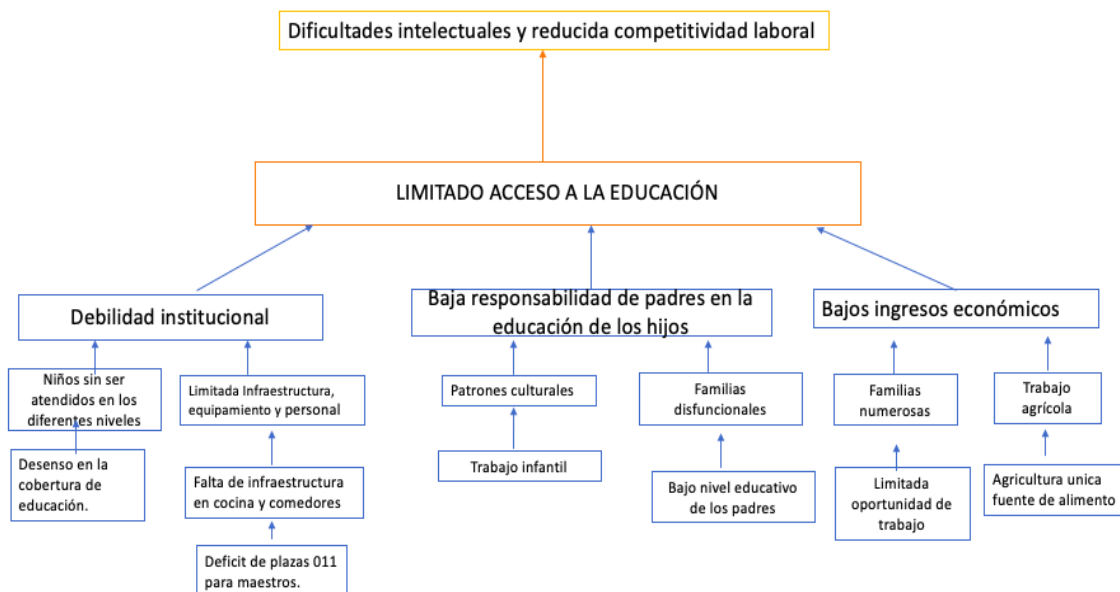 Dificultades intelectuales y reducida competitividad laboral
LIMITADO ACCESO A LA EDUCACIÓN
Debilidad institucional
Baja responsabilidad de padres en la
educación de los hijos
Bajos ingresos económicos
Niños sin ser
atendidos en los
diferentes niveles
Limitada Infraestructura,
equipamiento y personal
Patrones culturales
Familias
disfuncionales
Familias
numerosas
Trabajo
agrícola
Desenso en la
cobertura de
educación.
Falta de infraestructura
en cocina y comedores
Trabajo infantil
Bajo nivel educativo
de los padres
Limitada
oportunidad de
trabajo
Agricultura unica
fuente de alimento
Deficit de plazas 011
para maestros.